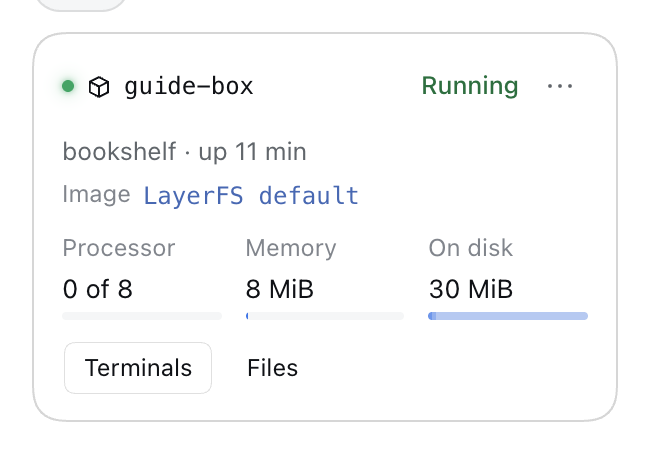 guide-box
Running
bookshelf · up 11 min
Image LayerFS default
Processor
Memory
On disk
0 of 8
8 MiB
30 MiB
Terminals
Files